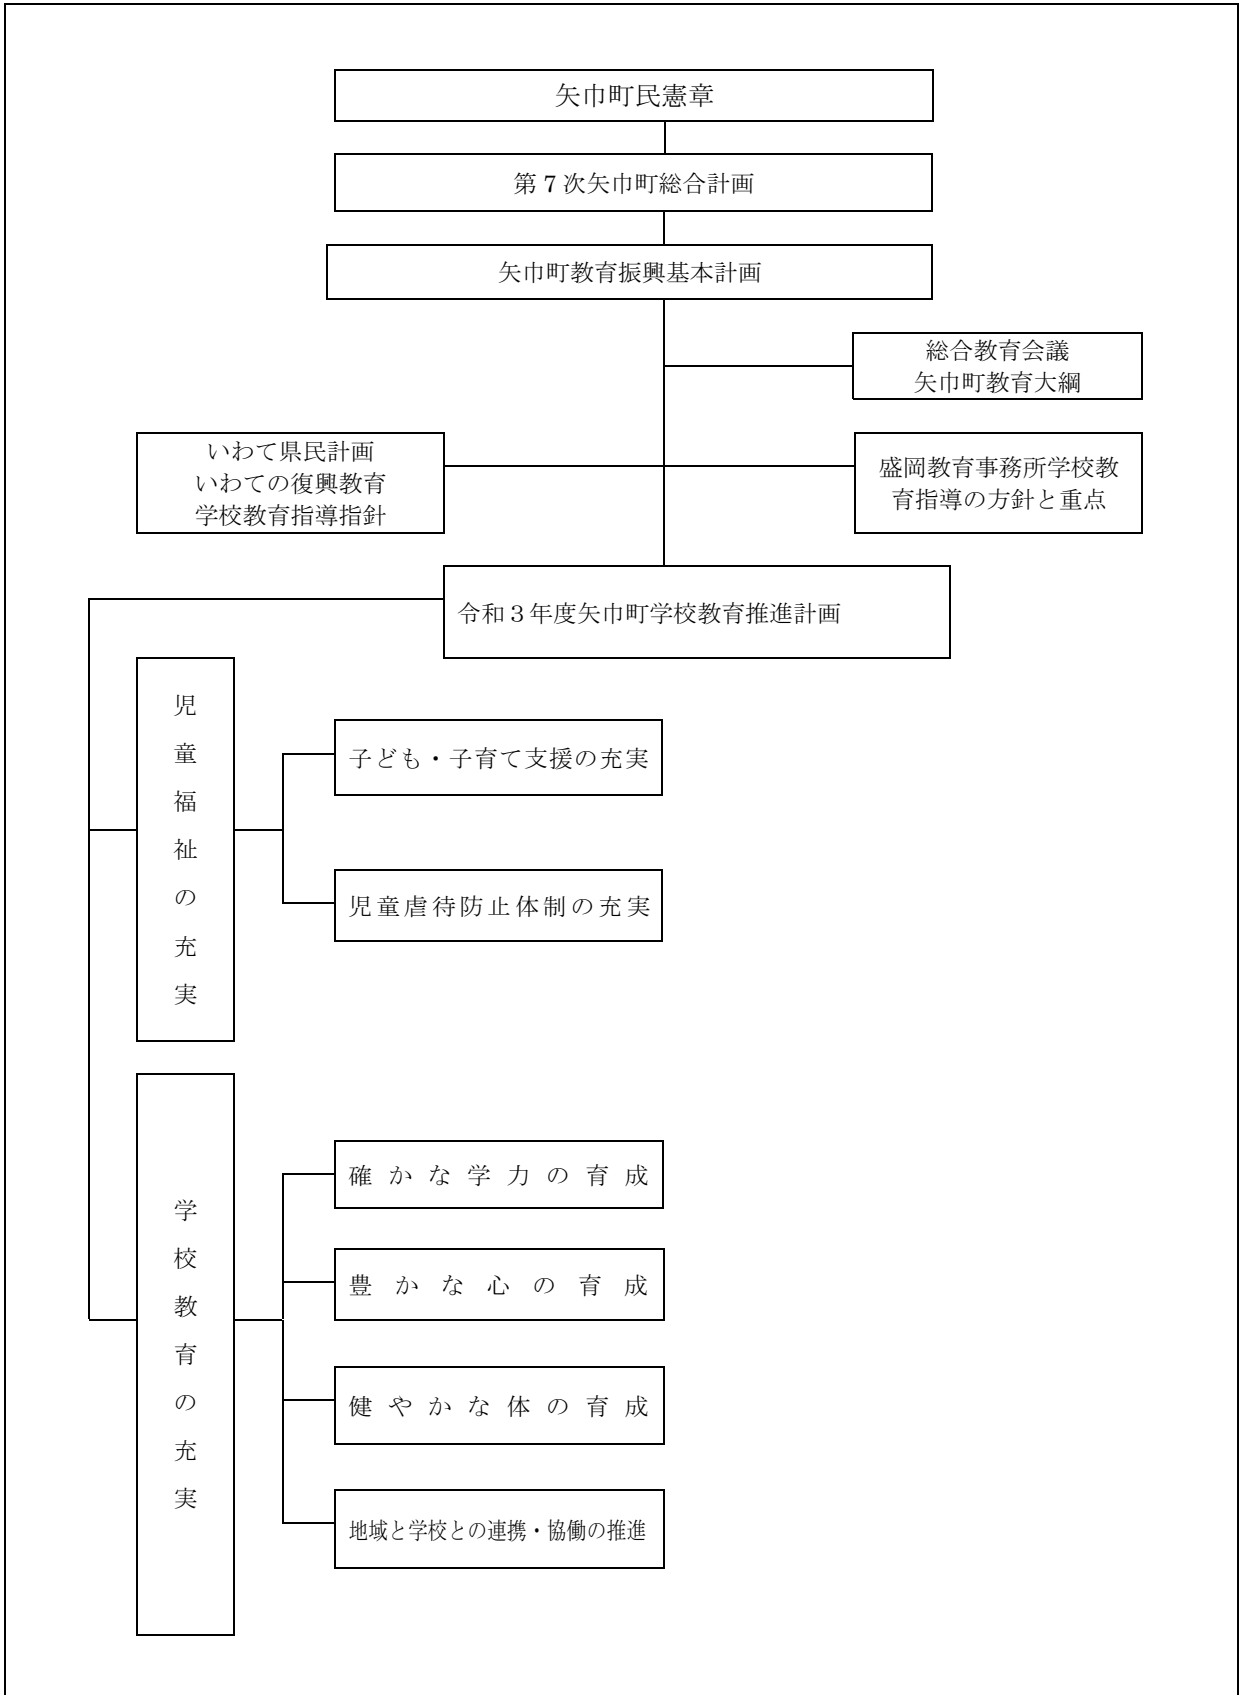 矢巾町民憲章
第７次矢巾町総合計画
矢巾町教育振興基本計画
総合教育会議
矢巾町教育大綱
いわて県民計画
いわての復興教育
学校教育指導指針
盛岡教育事務所学校教
育指導の方針と重点
令和３年度矢巾町学校教育推進計画
児童福祉の充実
子ども・子育て支援の充実
児童虐待防止体制の充実
学校教育の充実
確かな学力の育成
豊かな心の育成
健やかな体の育成
地域と学校との連携・協働の推進